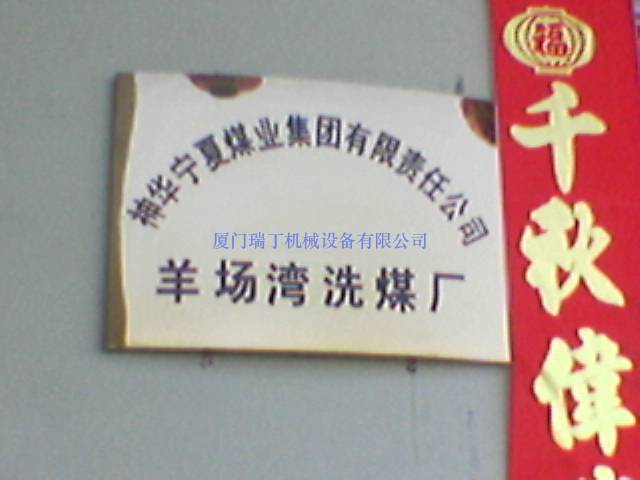 神华宁夏煤业集团有限责任公司
厦门瑞丁机械设备有限公司
羊场湾洗煤厂
福
千秋偉